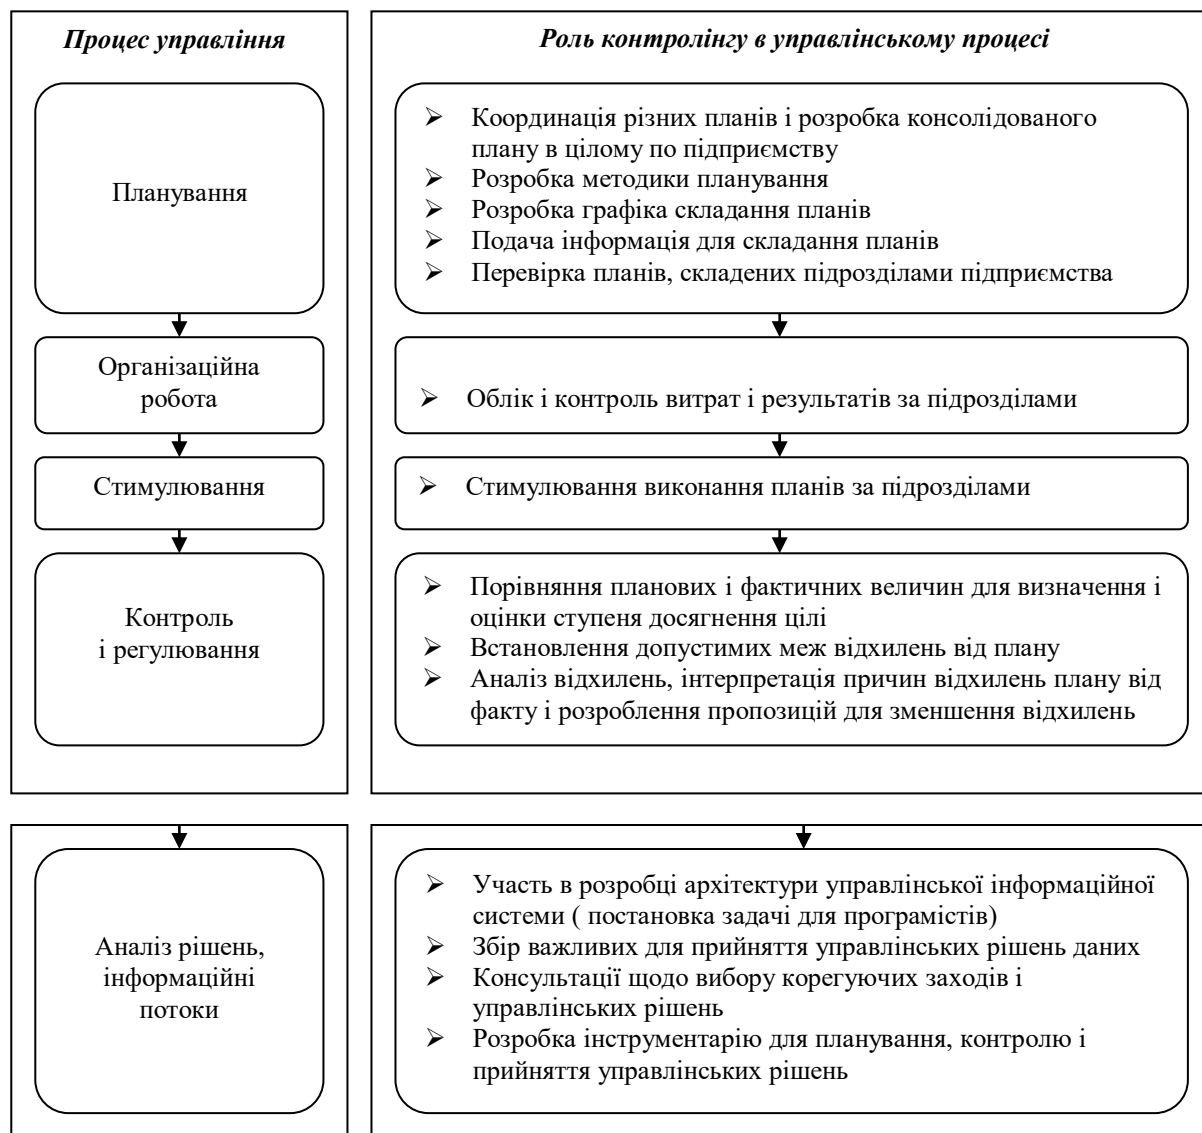 Процес управління
Роль контролінгу в управлінському процесі
Планування
➢ Координація різних планів і розробка консолідованого
плану в цілому по підприємству
➢ Розробка методики планування
➢ Розробка графіка складання планів
➢ Подача інформація для складання планів
➢ Перевірка планів, складених підрозділами підприємства
Організаційна
робота
➢ Облік і контроль витрат і результатів за підрозділами
Стимулювання
➢ Стимулювання виконання планів за підрозділами
Контроль
і регулювання
➢ Порівняння планових і фактичних величин для визначення і
оцінки ступеня досягнення цілі
➢ Встановлення допустимих меж відхилень від плану
➢ Аналіз відхилень, інтерпретація причин відхилень плану від
факту і розроблення пропозицій для зменшення відхилень
Аналіз рішень,
інформаційні
потоки
➢ Участь в розробці архітектури управлінської інформаційної
системи ( постановка задачі для програмістів)
➢ Збір важливих для прийняття управлінських рішень даних
➢ Консультації щодо вибору корегуючих заходів і
управлінських рішень
➢ Розробка інструментарію для планування, контролю і
прийняття управлінських рішень